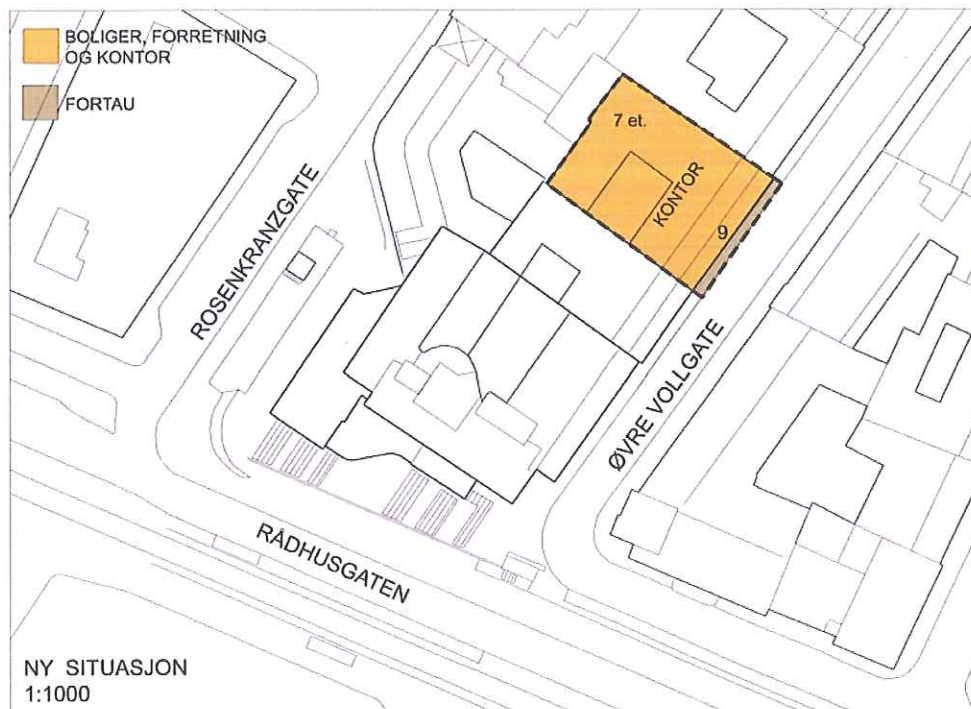 BOLIGER, FORRETNING
OG KONTOR
FORTAU
7 et.
KONTOR
9
ROSENKRANZGATE
ØVRE VOLLGATE
RÅDHUSGATEN
NY SITUASJON
1:1000